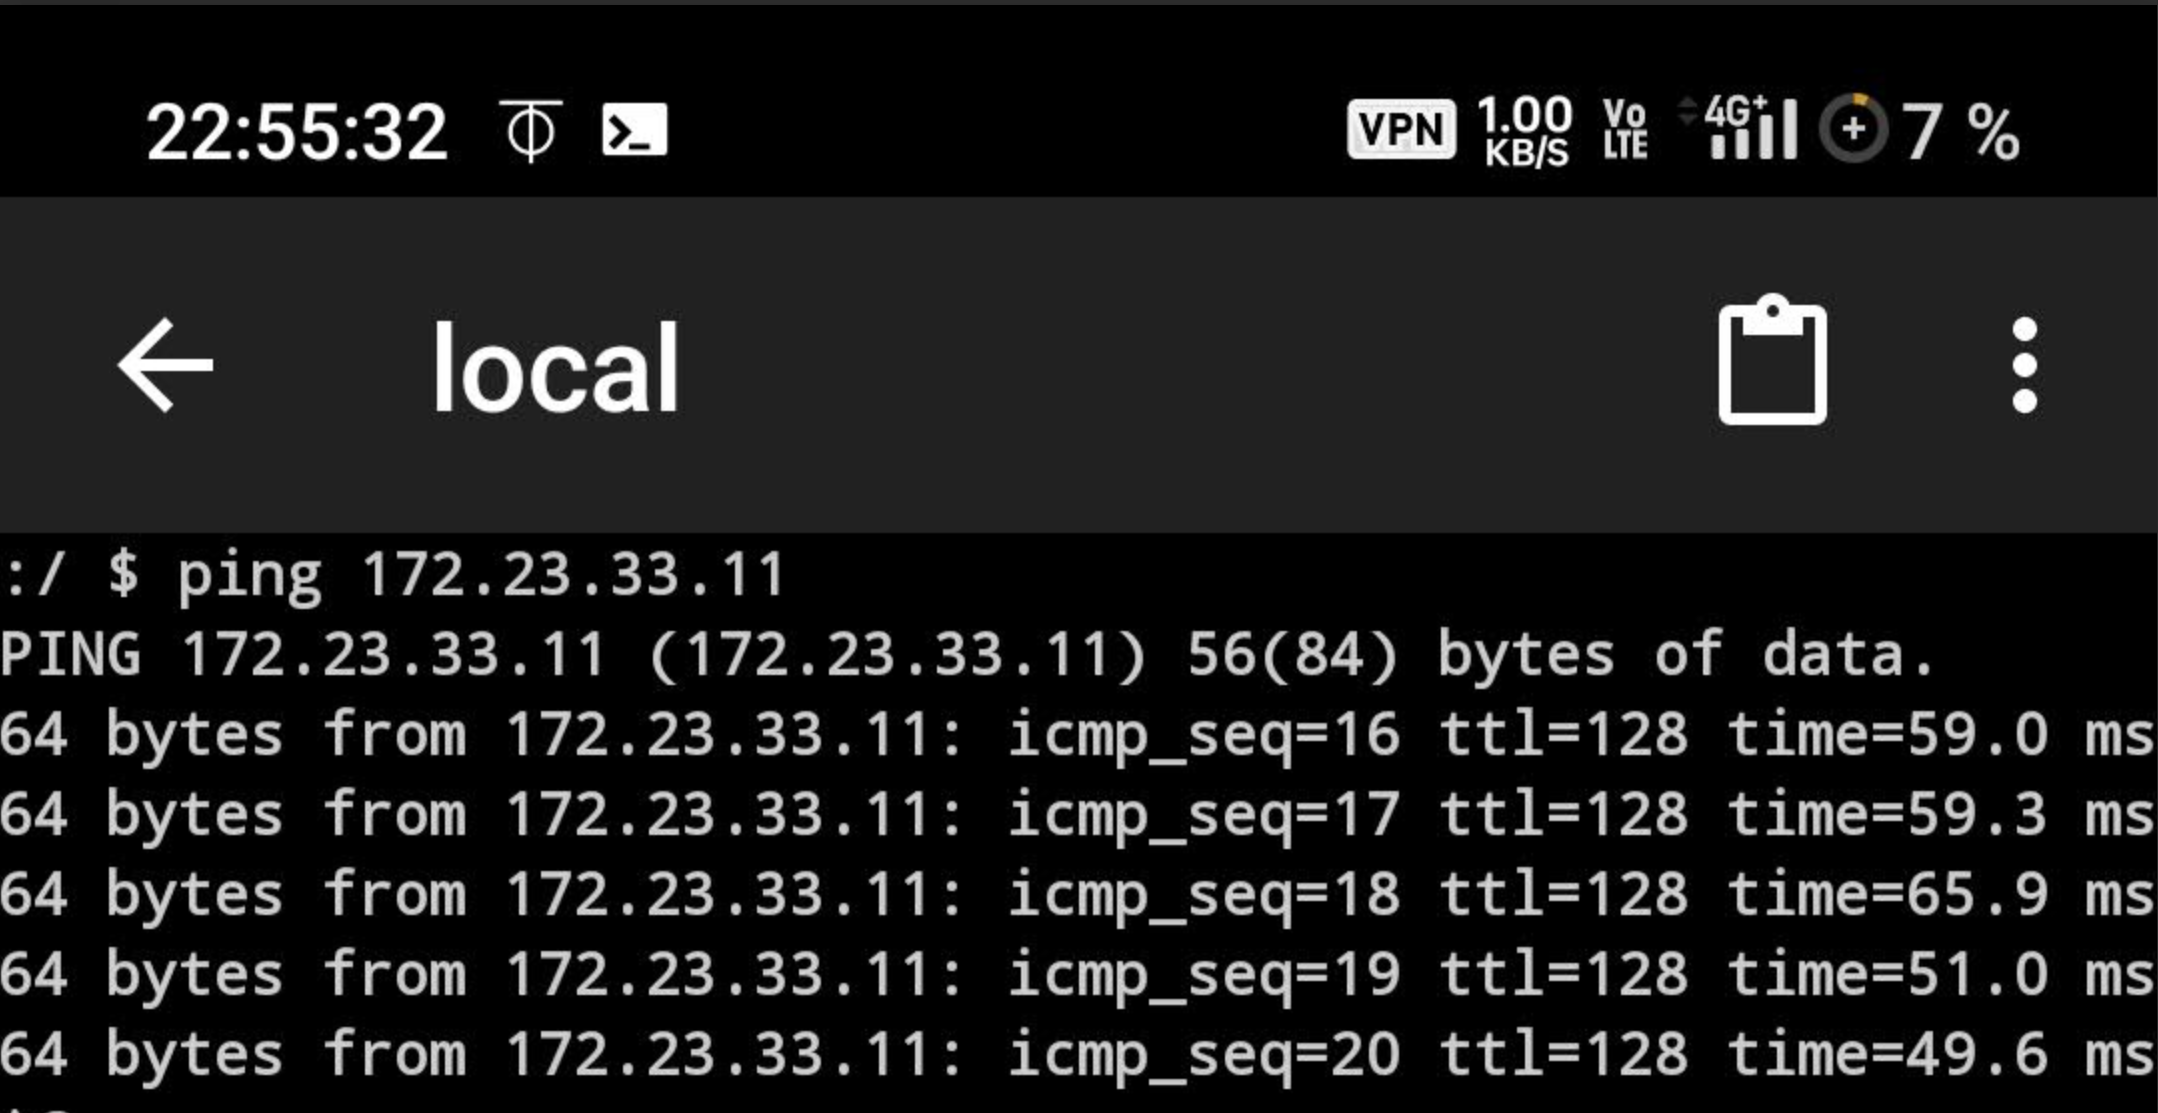 22:55:32 VPN 1.00 KB/S Vo LTE 4G+ 7 %
local
:/ $ ping 172.23.33.11
PING 172.23.33.11 (172.23.33.11) 56(84) bytes of data.
64 bytes from 172.23.33.11: icmp_seq=16 ttl=128 time=59.0 ms
64 bytes from 172.23.33.11: icmp_seq=17 ttl=128 time=59.3 ms
64 bytes from 172.23.33.11: icmp_seq=18 ttl=128 time=65.9 ms
64 bytes from 172.23.33.11: icmp_seq=19 ttl=128 time=51.0 ms
64 bytes from 172.23.33.11: icmp_seq=20 ttl=128 time=49.6 ms